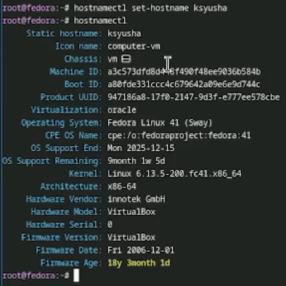 root@fedora:~# hostnamectl set-hostname ksyusha
root@fedora:~# hostnamectl
Static hostname: ksyusha
Icon name: computer-vm
Chassis: vm
Machine ID:
Boot ID: a80fde331ccc4c679642a09e6e9d744c
Product UUID: 947186a8-17f0-2147-9d3f-e777ee578cbe
Virtualization: oracle
Operating System: Fedora Linux 41 (Sway)
CPE OS Name: cpe:/o:fedoraproject:fedora:41
OS Support End: Mon 2025-12-15
OS Support Remaining: 9month 1w 5d
Kernel: Linux 6.13.5-200.fc41.x86_64
Architecture: x86-64
Hardware Vendor: innotek GmbH
Hardware Model: VirtualBox
Hardware Serial: 0
Firmware Version: VirtualBox
Firmware Date: Fri 2006-12-01
Firmware Age: 18y 3month 1d
root@fedora:~#